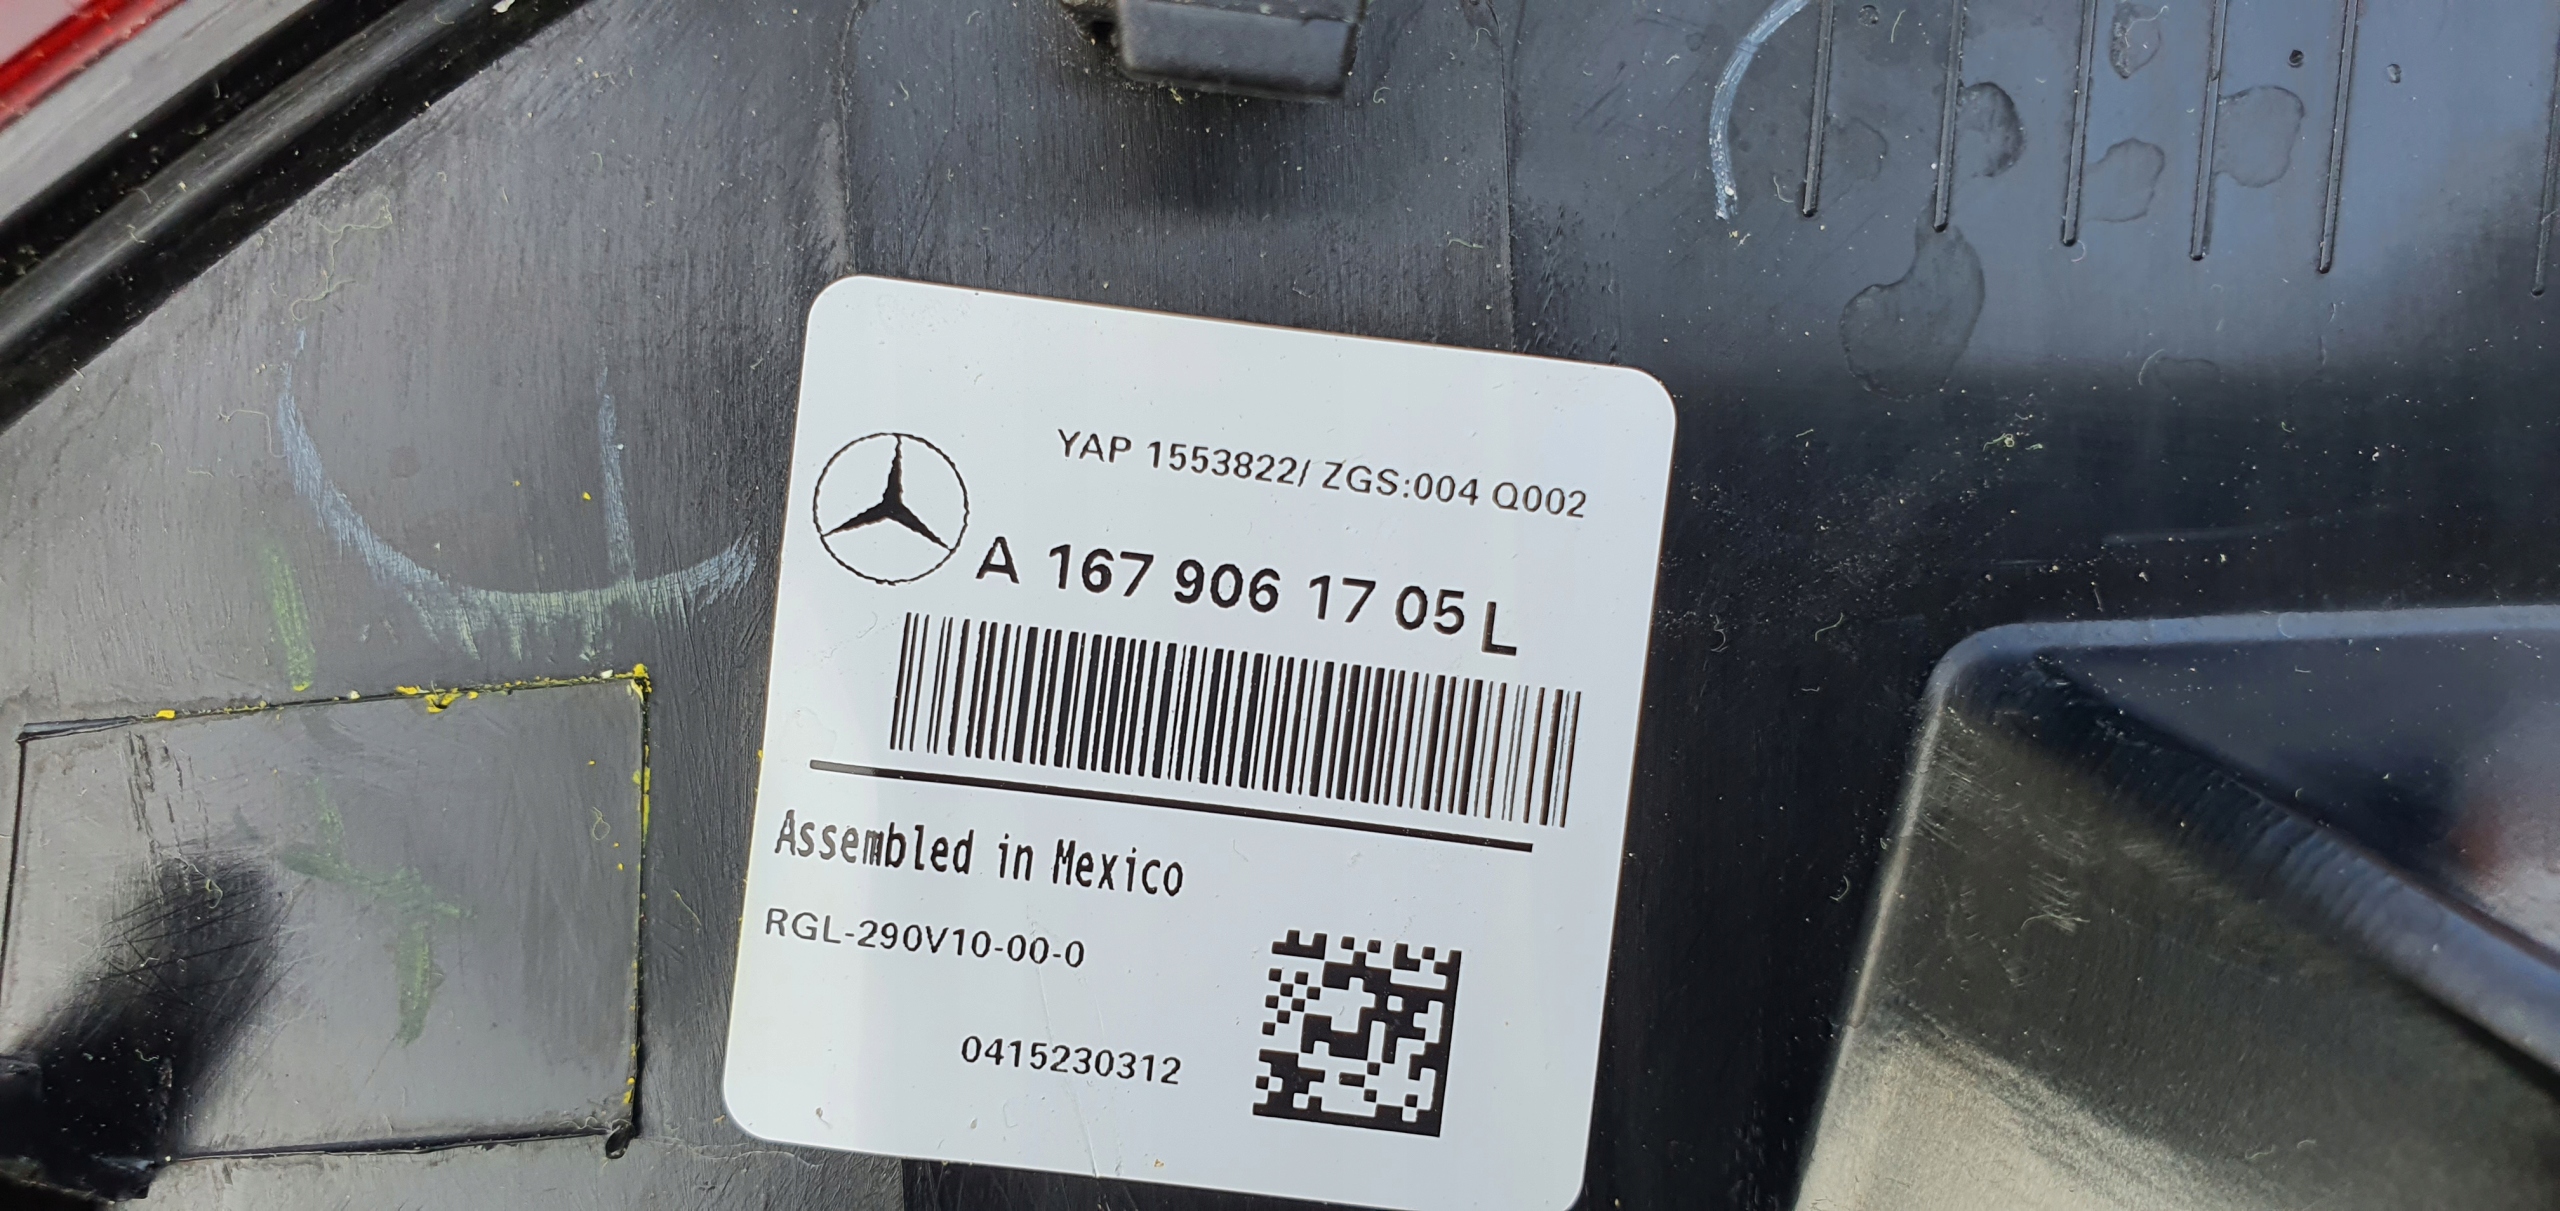 YAP 1553822/ ZGS:004 Q002
A 167 906 17 05 L
Assembled in Mexico
RGL-290V10-00-0
0415230312